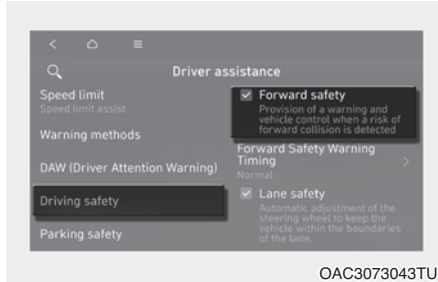 Driver assistance
Speed limit
Speed limit assist
Warning methods
DAW (Driver Attention Warning)
Driving safety
Parking safety
Forward safety
Provision of a warning and
vehicle control when a risk of
forward collision is detected
Forward Safety Warning
Timing
Normal
Lane safety
Automatic adjustment of the
steering wheel to keep the
vehicle within the boundaries
of the lane.
OAC3073043TU